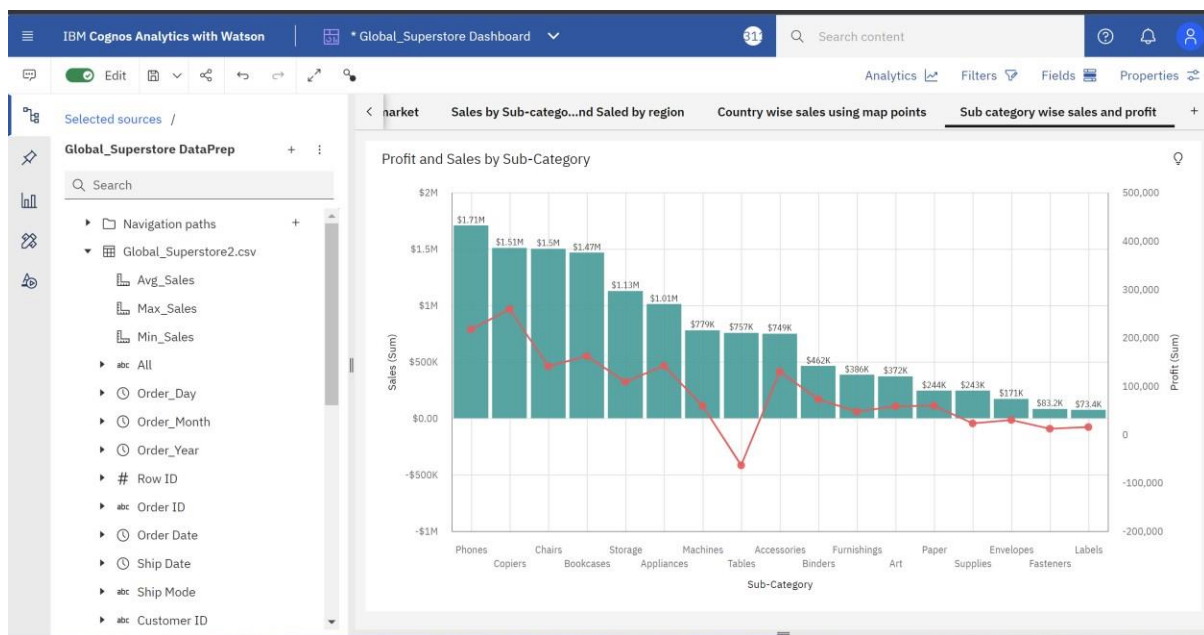 IBM Cognos Analytics with Watson
* Global_Superstore Dashboard
Search content
Edit
Analytics
Filters
Fields
Properties
Selected sources /
Global_Superstore DataPrep
Search
Navigation paths
Global_Superstore2.csv
Avg_Sales
Max_Sales
Min_Sales
abc All
Order_Day
Order_Month
Order_Year
# Row ID
abc Order ID
Order Date
Ship Date
abc Ship Mode
abc Customer ID
Sales by Sub-catego...nd Saled by region
Country wise sales using map points
Sub category wise sales and profit
Profit and Sales by Sub-Category
$2M
$1.5M
$1M
$500K
$0.00
-$500K
-$1M
Sales (Sum)
$1.71M
$1.51M
$1.5M
$1.47M
$1.13M
$1.01M
$779K
$757K
$749K
$462K
$386K
$372K
$244K
$243K
$171K
$83.2K
$73.4K
500,000
400,000
300,000
200,000
100,000
0
-100,000
-200,000
Profit (Sum)
Phones
Copiers
Chairs
Bookcases
Storage
Appliances
Machines
Tables
Accessories
Binders
Furnishings
Art
Paper
Supplies
Envelopes
Fasteners
Labels
Sub-Category